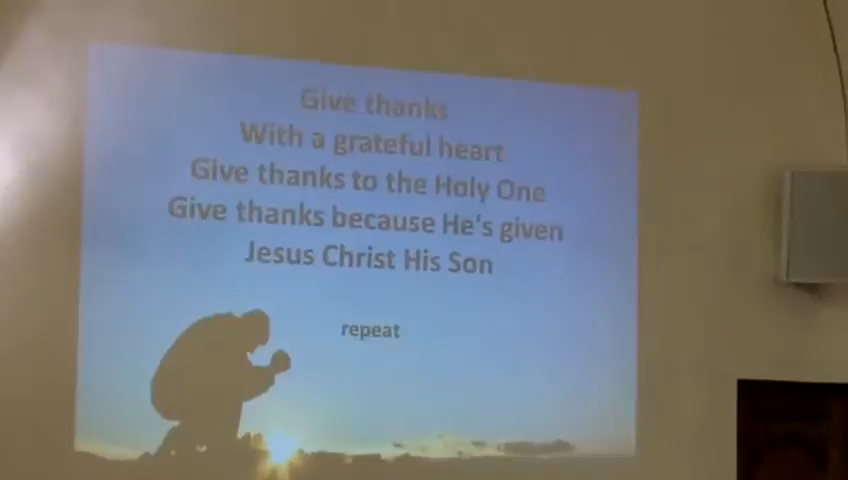 Give thanks
With a grateful heart
Give thanks to the Holy One
Give thanks because He's given
Jesus Christ His Son
repeat